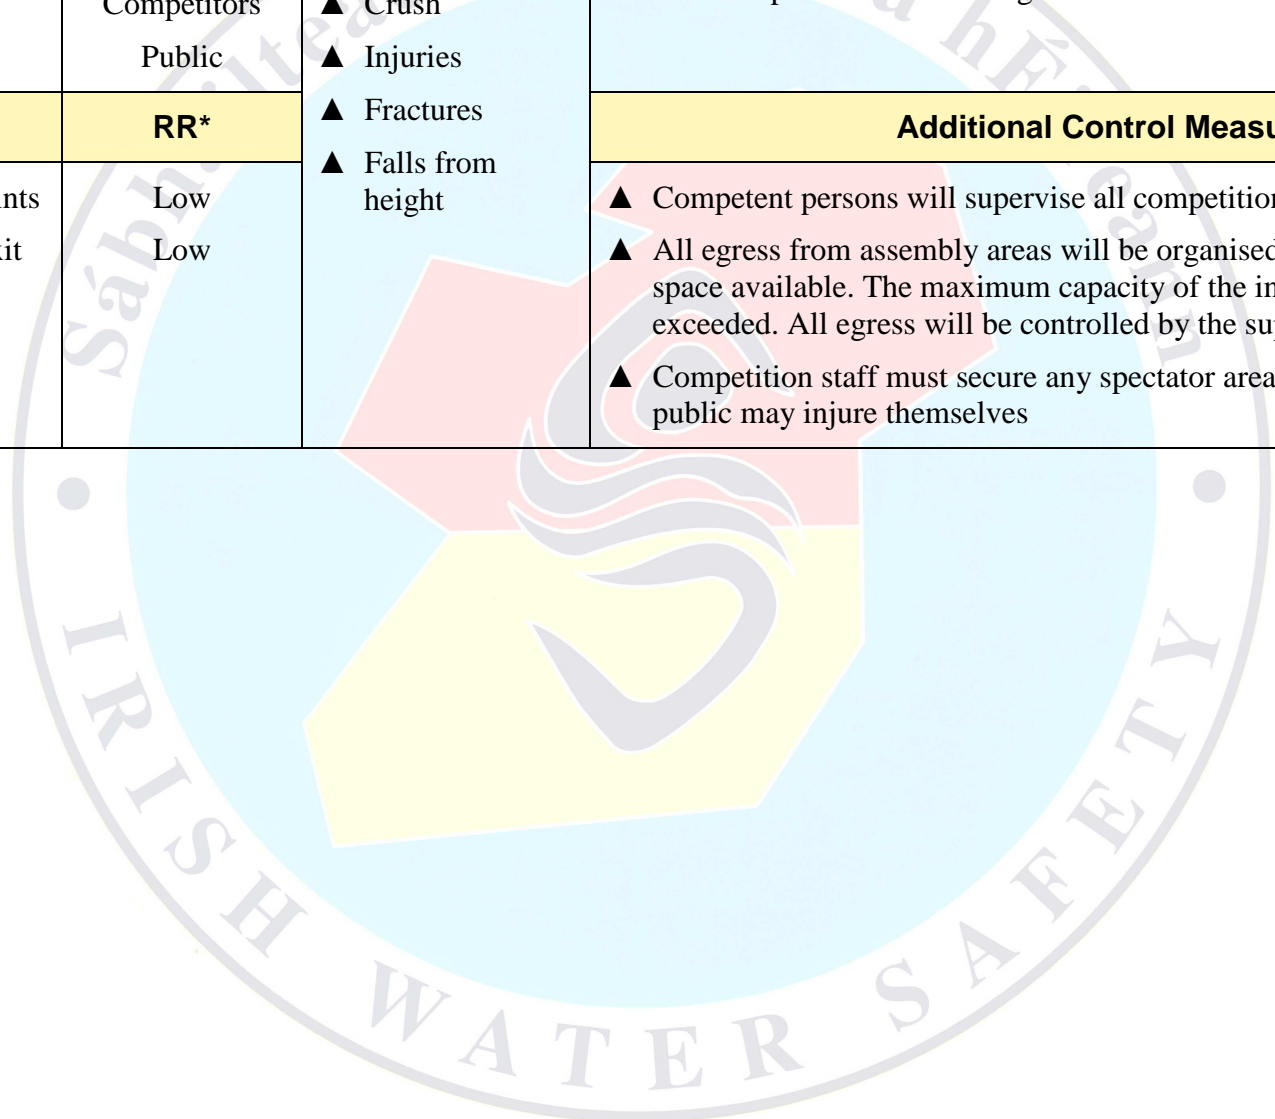 Competitors
Public
▲ Crush
▲ Injuries
▲ Fractures
▲ Falls from
height
RR*
Additional Control Measu
nts
Low
kit
Low
▲ Competent persons will supervise all competition
▲ All egress from assembly areas will be organised
space available. The maximum capacity of the in
exceeded. All egress will be controlled by the su
▲ Competition staff must secure any spectator area
public may injure themselves
IRISH WATER SAFETY